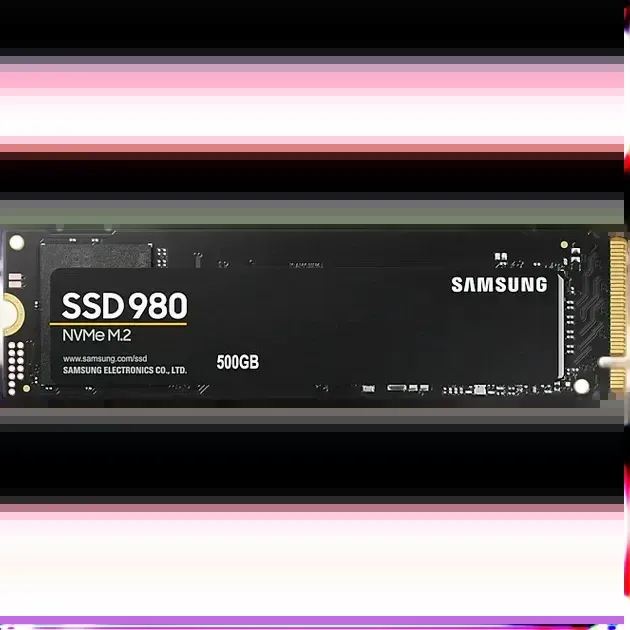 SAMSUNG
SSD 980
NVMe M.2
www.samsung.com/ssd
SAMSUNG ELECTRONICS CO., LTD.
500GB